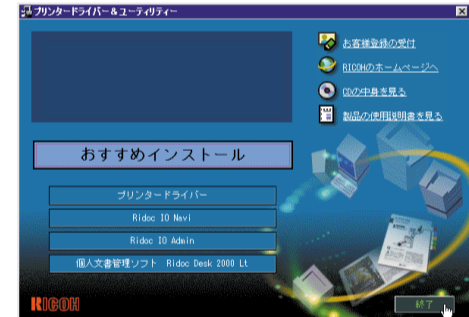 プリンタードライバー＆ユーティリティー
お客様登録の受付
RICOHのホームページへ
CDの中身を見る
製品の使用説明書を見る
おすすめインストール
プリンタードライバー
Ridoc IO Navi
Ridoc IO Admin
個人文書管理ソフト Ridoc Desk 2000 Lt
RICOH
終了